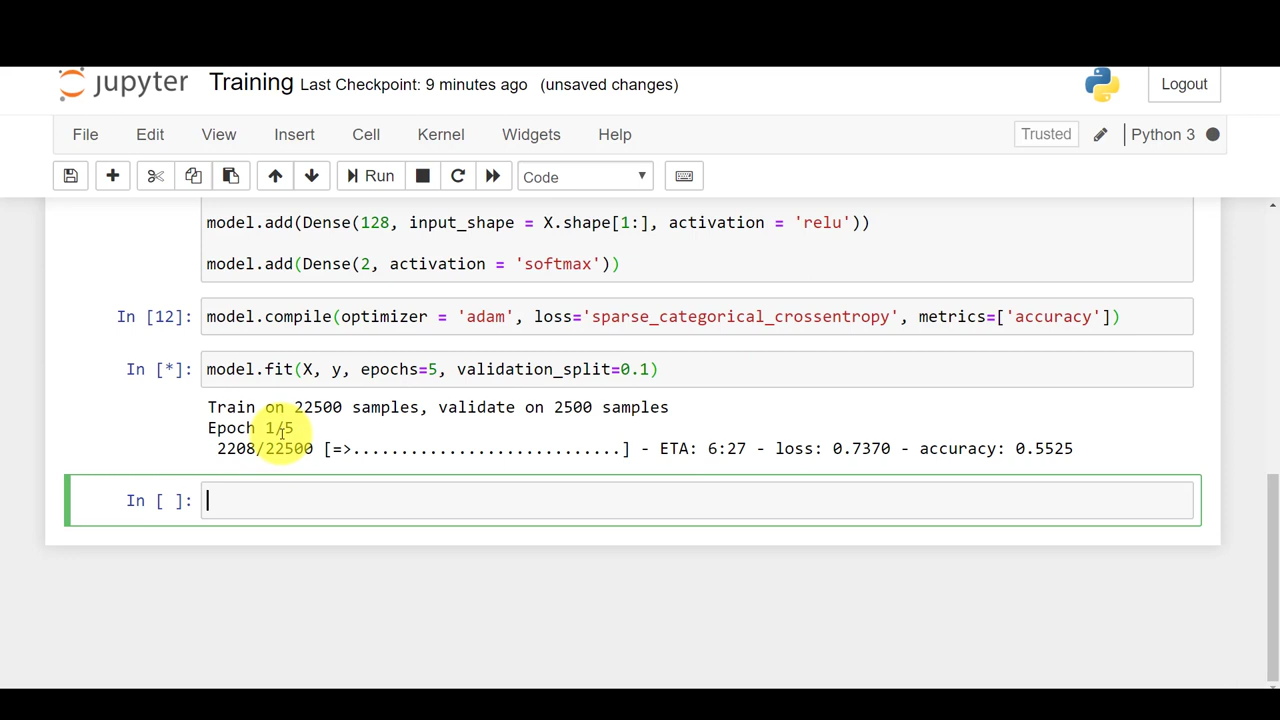 jupyter Training Last Checkpoint: 9 minutes ago (unsaved changes) Logout
File Edit View Insert Cell Kernel Widgets Help Trusted Python 3
Run Code
model.add(Dense(128, input_shape = X.shape[1:], activation = 'relu'))
model.add(Dense(2, activation = 'softmax'))
In [12]: model.compile(optimizer = 'adam', loss='sparse_categorical_crossentropy', metrics=['accuracy'])
In [*]: model.fit(X, y, epochs=5, validation_split=0.1)
Train on 22500 samples, validate on 2500 samples
Epoch 1/5
2208/22500 [=>............................] - ETA: 6:27 - loss: 0.7370 - accuracy: 0.5525
In [ ]: